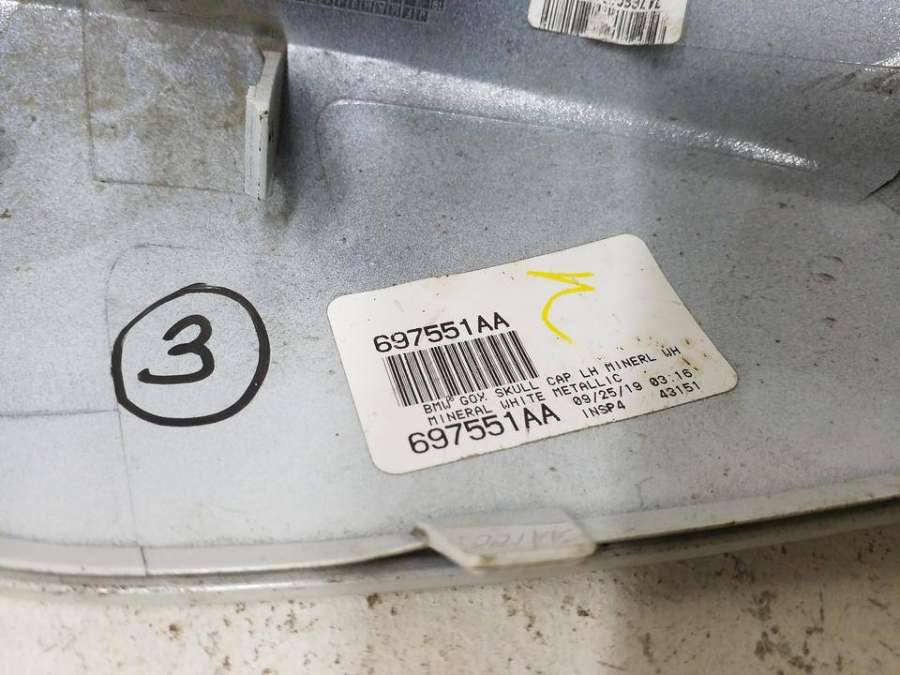 697551AA
BMW G0X SKULL CAP LH MINERL WH
MINERAL WHITE METALLIC
09/25/19 03:16
697551AA
INSP4
43151
3